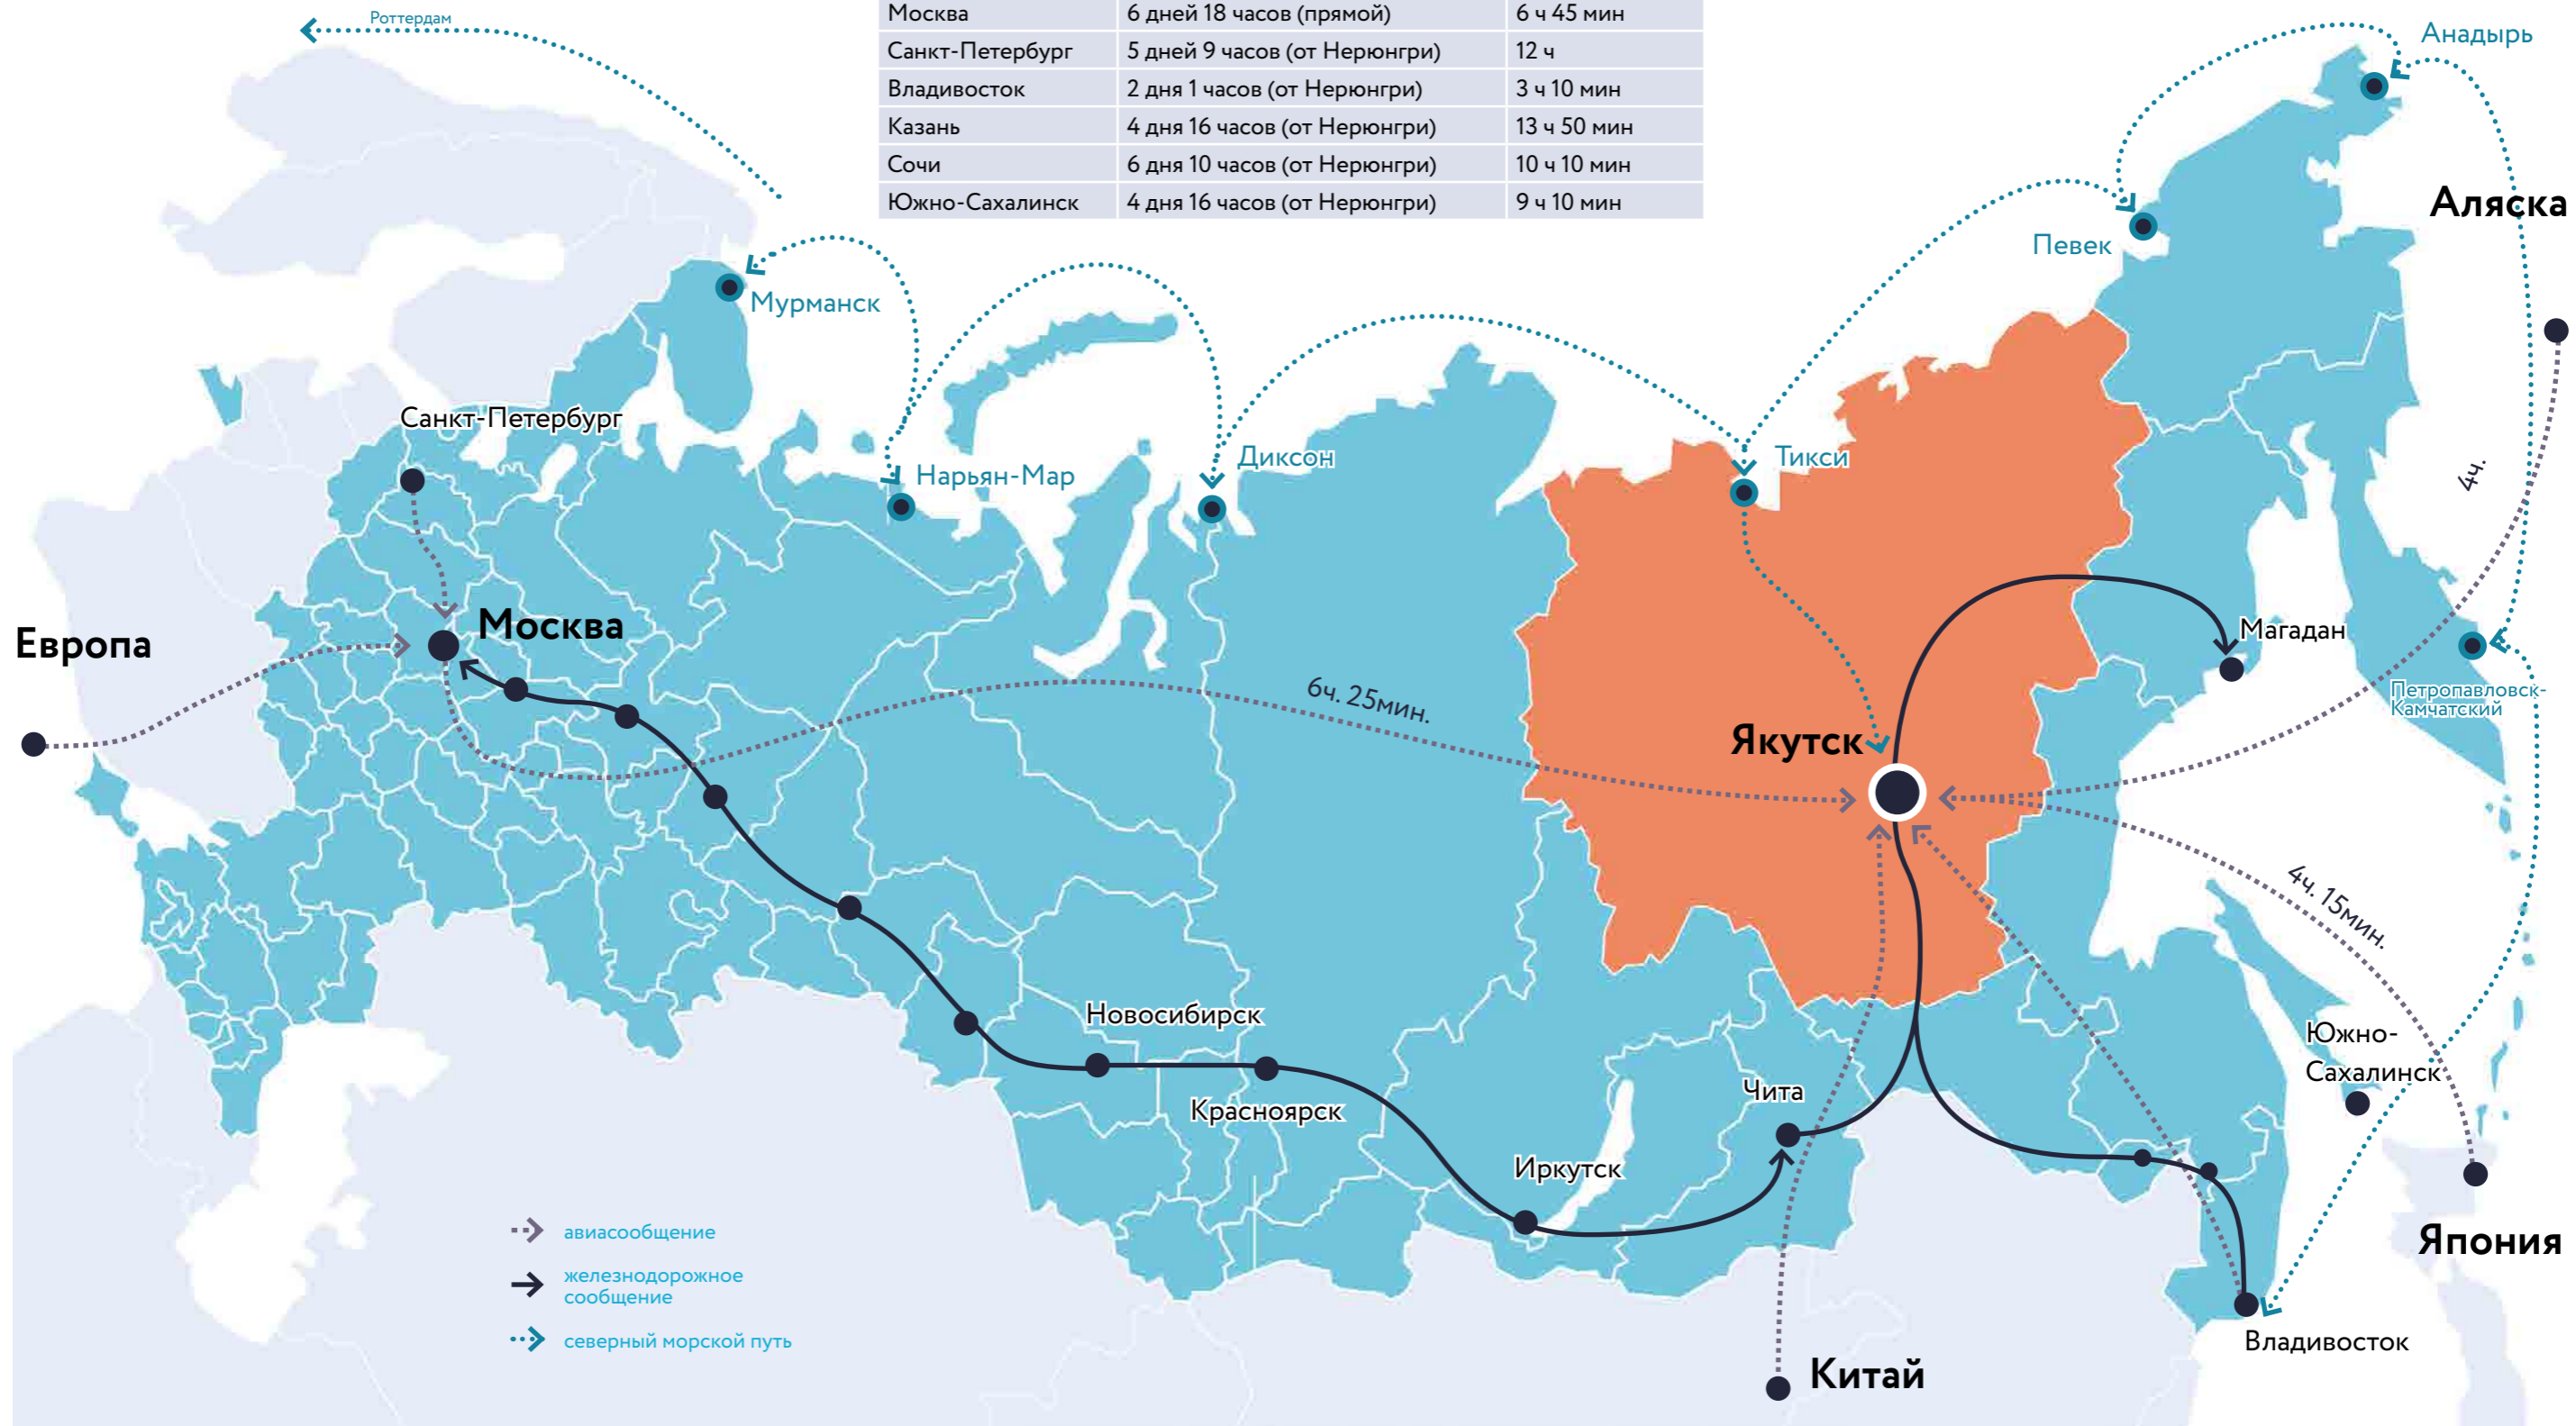 Роттердам
Москва 6 дней 18 часов (прямой) 6 ч 45 мин
Санкт-Петербург 5 дней 9 часов (от Нерюнгри) 12 ч
Владивосток 2 дня 1 часов (от Нерюнгри) 3 ч 10 мин
Казань 4 дня 16 часов (от Нерюнгри) 13 ч 50 мин
Сочи 6 дня 10 часов (от Нерюнгри) 10 ч 10 мин
Южно-Сахалинск 4 дня 16 часов (от Нерюнгри) 9 ч 10 мин
Анадырь
Аляска
Певек
Мурманск
Санкт-Петербург
Нарьян-Мар
Диксон
Тикси
4ч.
Европа
Москва
Магадан
6ч. 25мин.
Петропавловск-
Камчатский
Якутск
4ч. 15мин.
Новосибирск
Южно-
Сахалинск
Чита
Красноярск
Иркутск
авиасообщение
Япония
железнодорожное
сообщение
северный морской путь
Владивосток
Китай